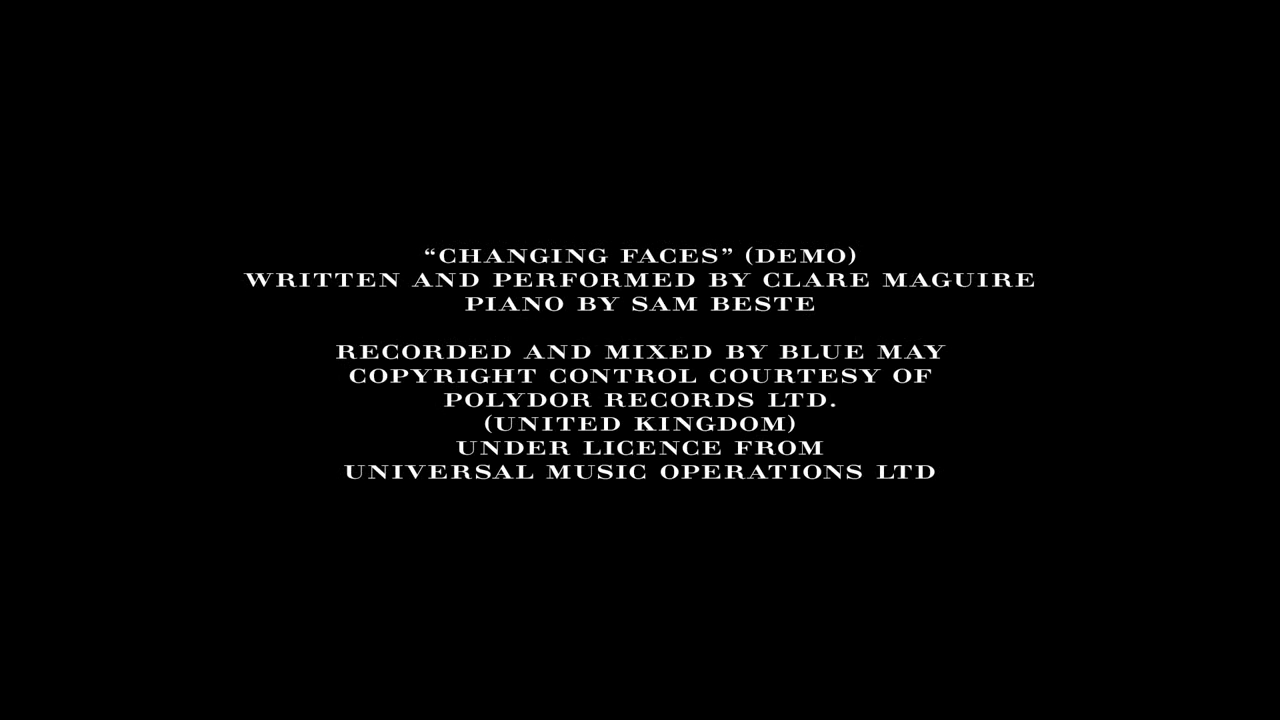 “CHANGING FACES” (DEMO)
WRITTEN AND PERFORMED BY CLARE MAGUIRE
PIANO BY SAM BESTE
RECORDED AND MIXED BY BLUE MAY
COPYRIGHT CONTROL COURTESY OF
POLYDOR RECORDS LTD.
(UNITED KINGDOM)
UNDER LICENCE FROM
UNIVERSAL MUSIC OPERATIONS LTD